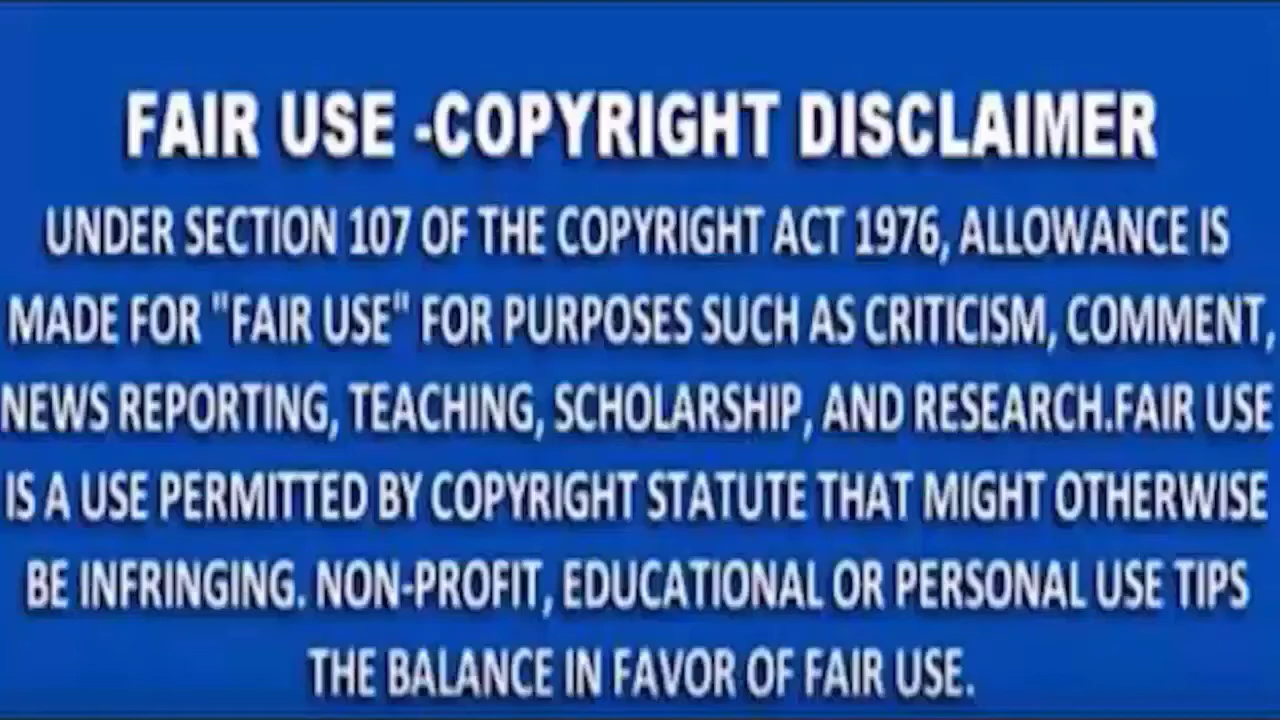 FAIR USE -COPYRIGHT DISCLAIMER
UNDER SECTION 107 OF THE COPYRIGHT ACT 1976, ALLOWANCE IS
MADE FOR "FAIR USE" FOR PURPOSES SUCH AS CRITICISM, COMMENT,
NEWS REPORTING, TEACHING, SCHOLARSHIP, AND RESEARCH.FAIR USE
IS A USE PERMITTED BY COPYRIGHT STATUTE THAT MIGHT OTHERWISE
BE INFRINGING. NON-PROFIT, EDUCATIONAL OR PERSONAL USE TIPS
THE BALANCE IN FAVOR OF FAIR USE.